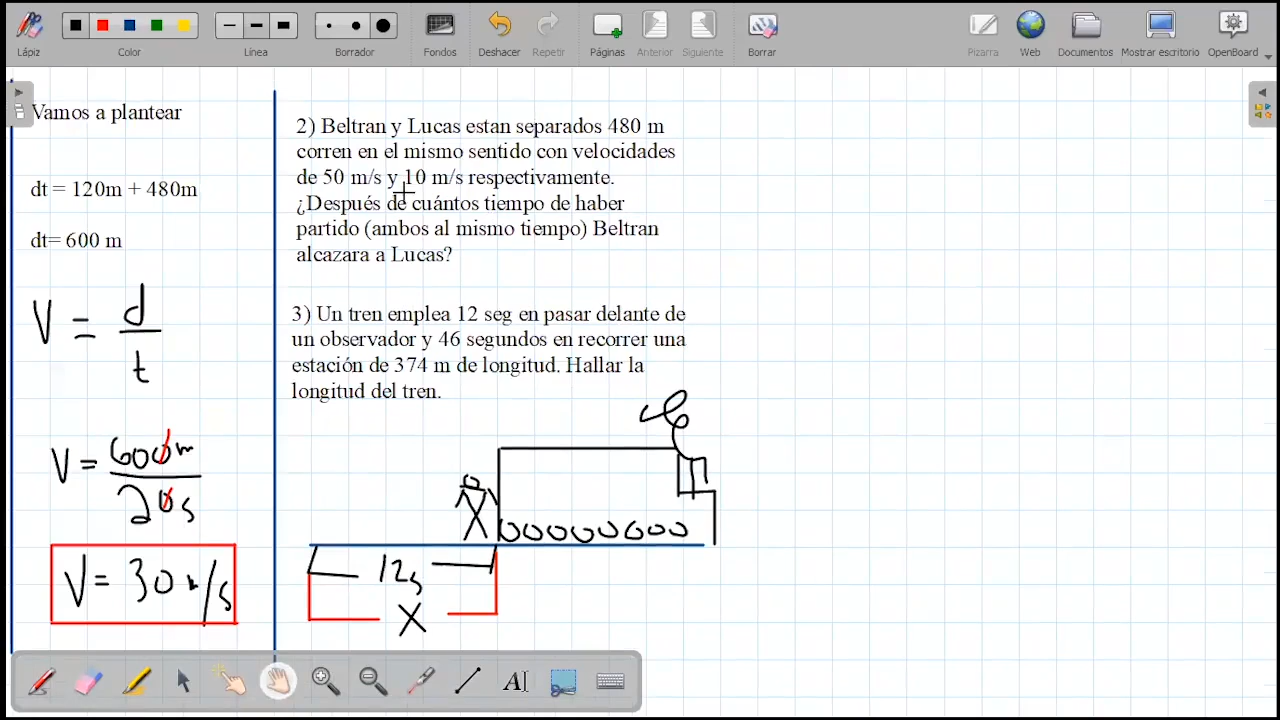 Lápiz
Color
Línea
Borrador
Fondos
Deshacer
Repetir
Páginas
Anterior
Siguiente
Borrar
Pizarra
Web
Documentos
Mostrar escritorio
OpenBoard
Vamos a plantear
dt = 120m + 480m
dt= 600 m
V = d
t
V = 600m
20s
V = 30 m/s
2) Beltran y Lucas estan separados 480 m
corren en el mismo sentido con velocidades
de 50 m/s y 10 m/s respectivamente.
¿Después de cuántos tiempo de haber
partido (ambos al mismo tiempo) Beltran
alcazara a Lucas?
3) Un tren emplea 12 seg en pasar delante de
un observador y 46 segundos en recorrer una
estación de 374 m de longitud. Hallar la
longitud del tren.
12s
X